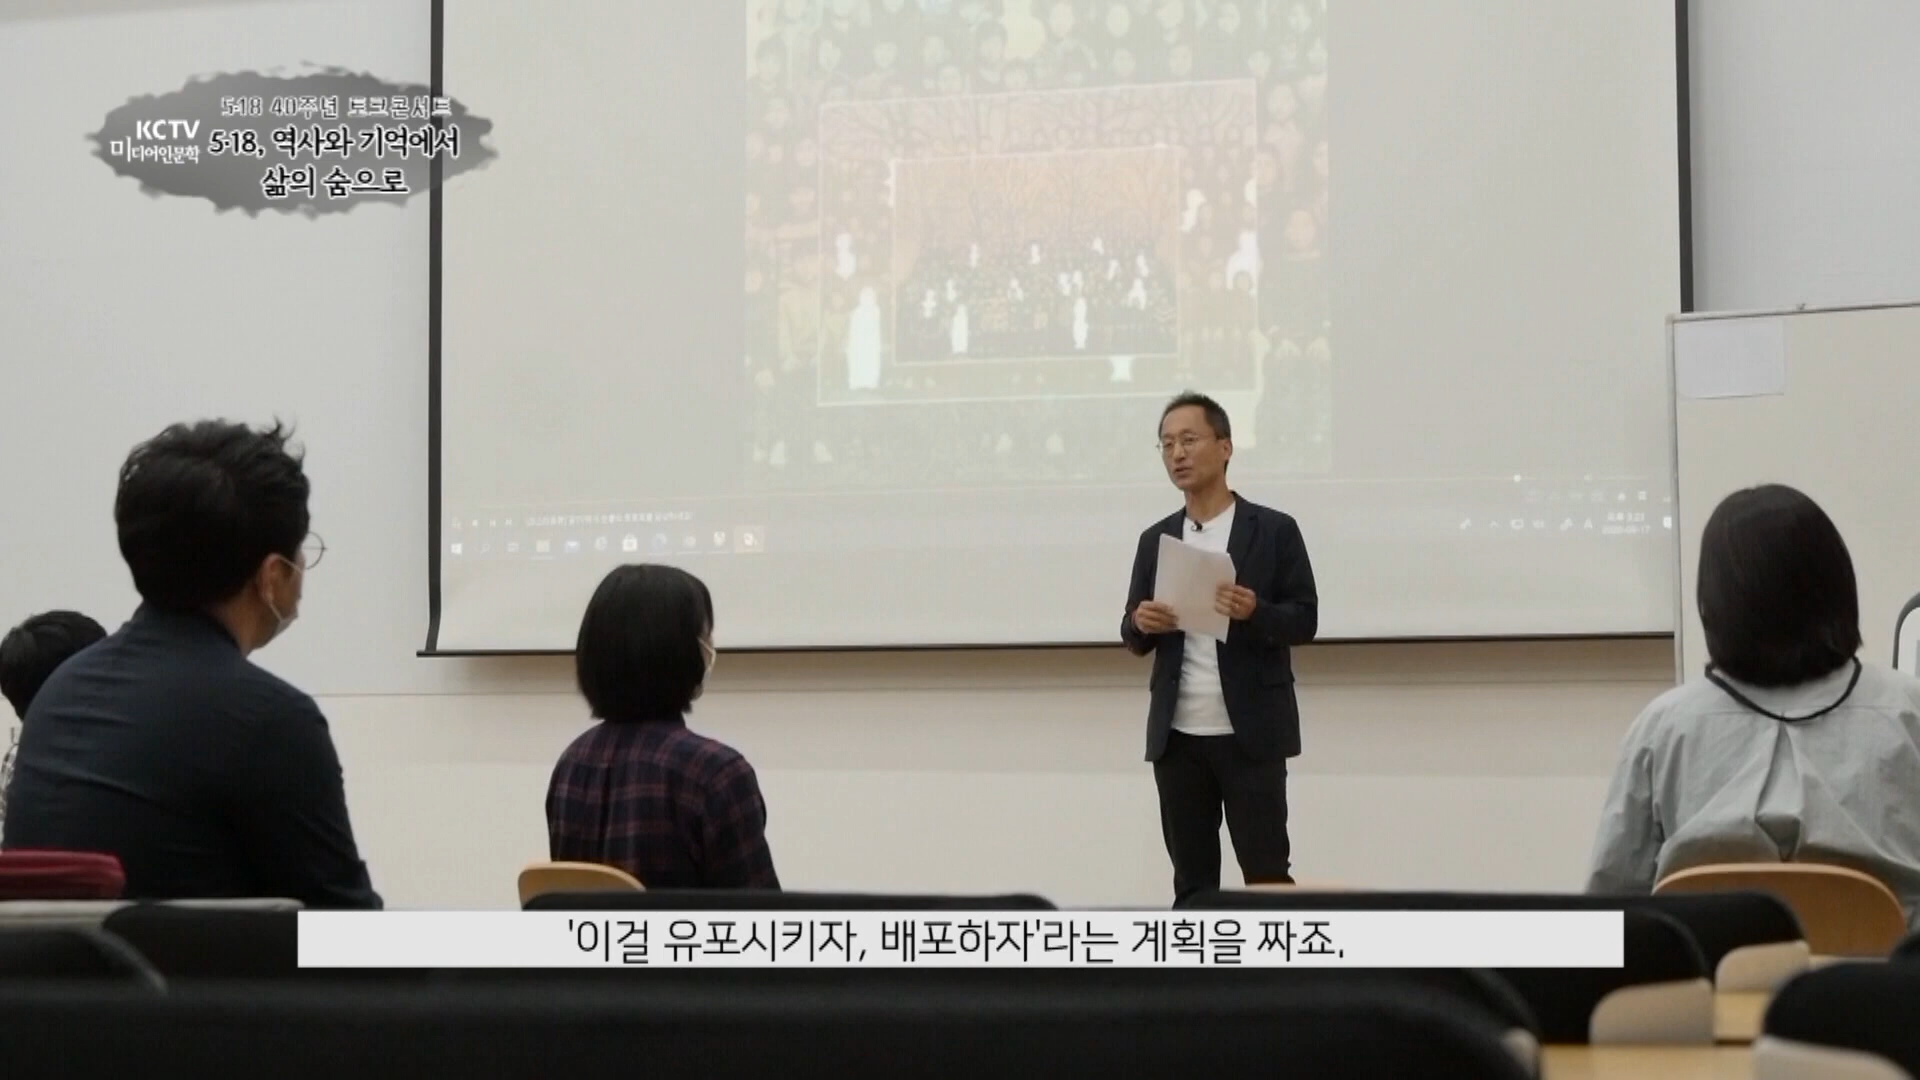 5·18 40주년 토크콘서트
KCTV
미디어인문학
5·18, 역사와 기억에서
삶의 숨으로
'이걸 유포시키자, 배포하자'라는 계획을 짜죠.